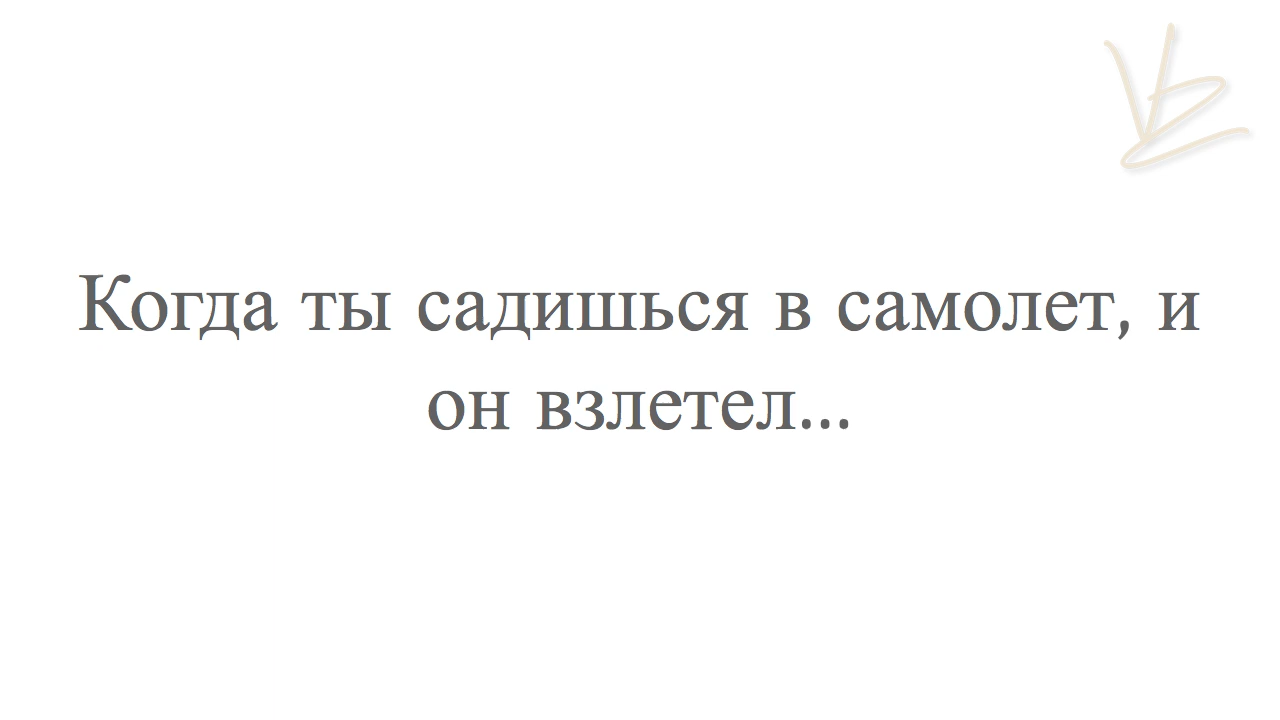 Когда ты садишься в самолет, и
он взлетел...